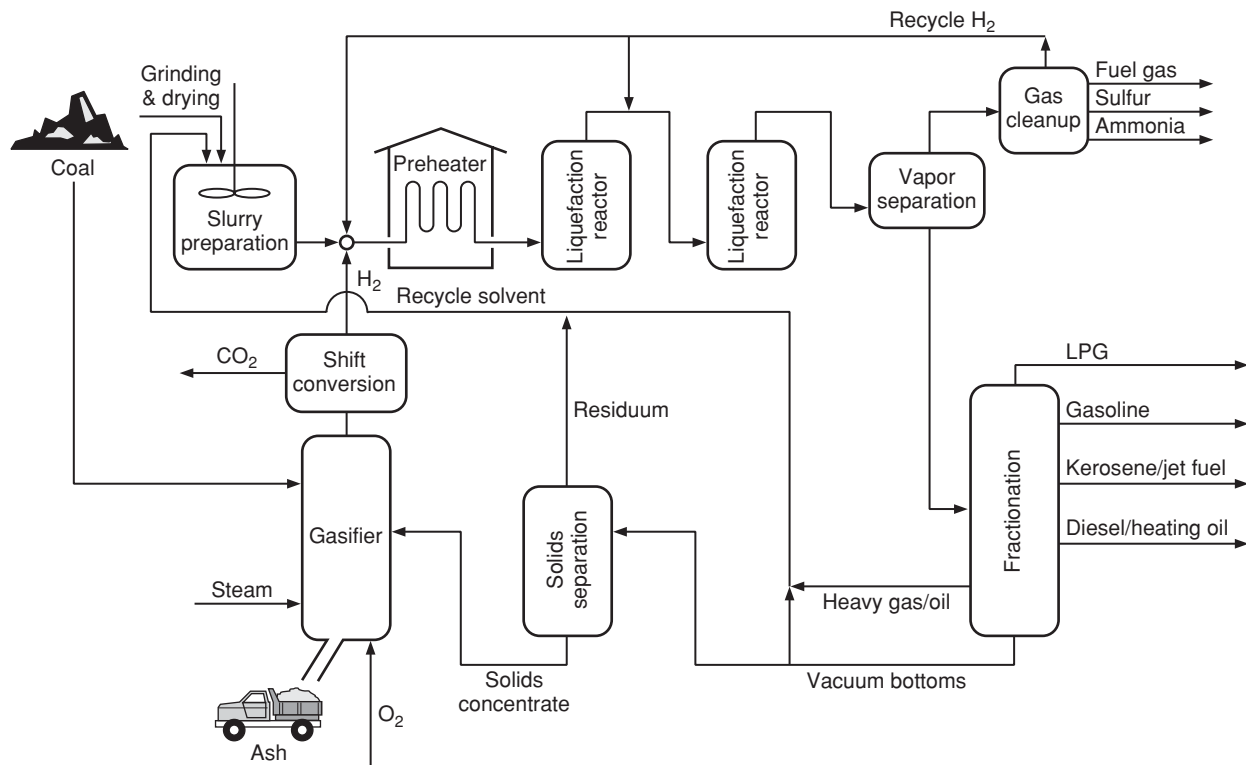 Recycle H2
Grinding
& drying
Fuel gas
Sulfur
Ammonia
Gas
cleanup
Coal
Preheater
Liquefaction
reactor
Liquefaction
reactor
Vapor
separation
Slurry
preparation
H2
Recycle solvent
CO2
Shift
conversion
LPG
Residuum
Gasoline
Kerosene/jet fuel
Diesel/heating oil
Fractionation
Gasifier
Solids
separation
Steam
Heavy gas/oil
Solids
concentrate
Vacuum bottoms
O2
Ash